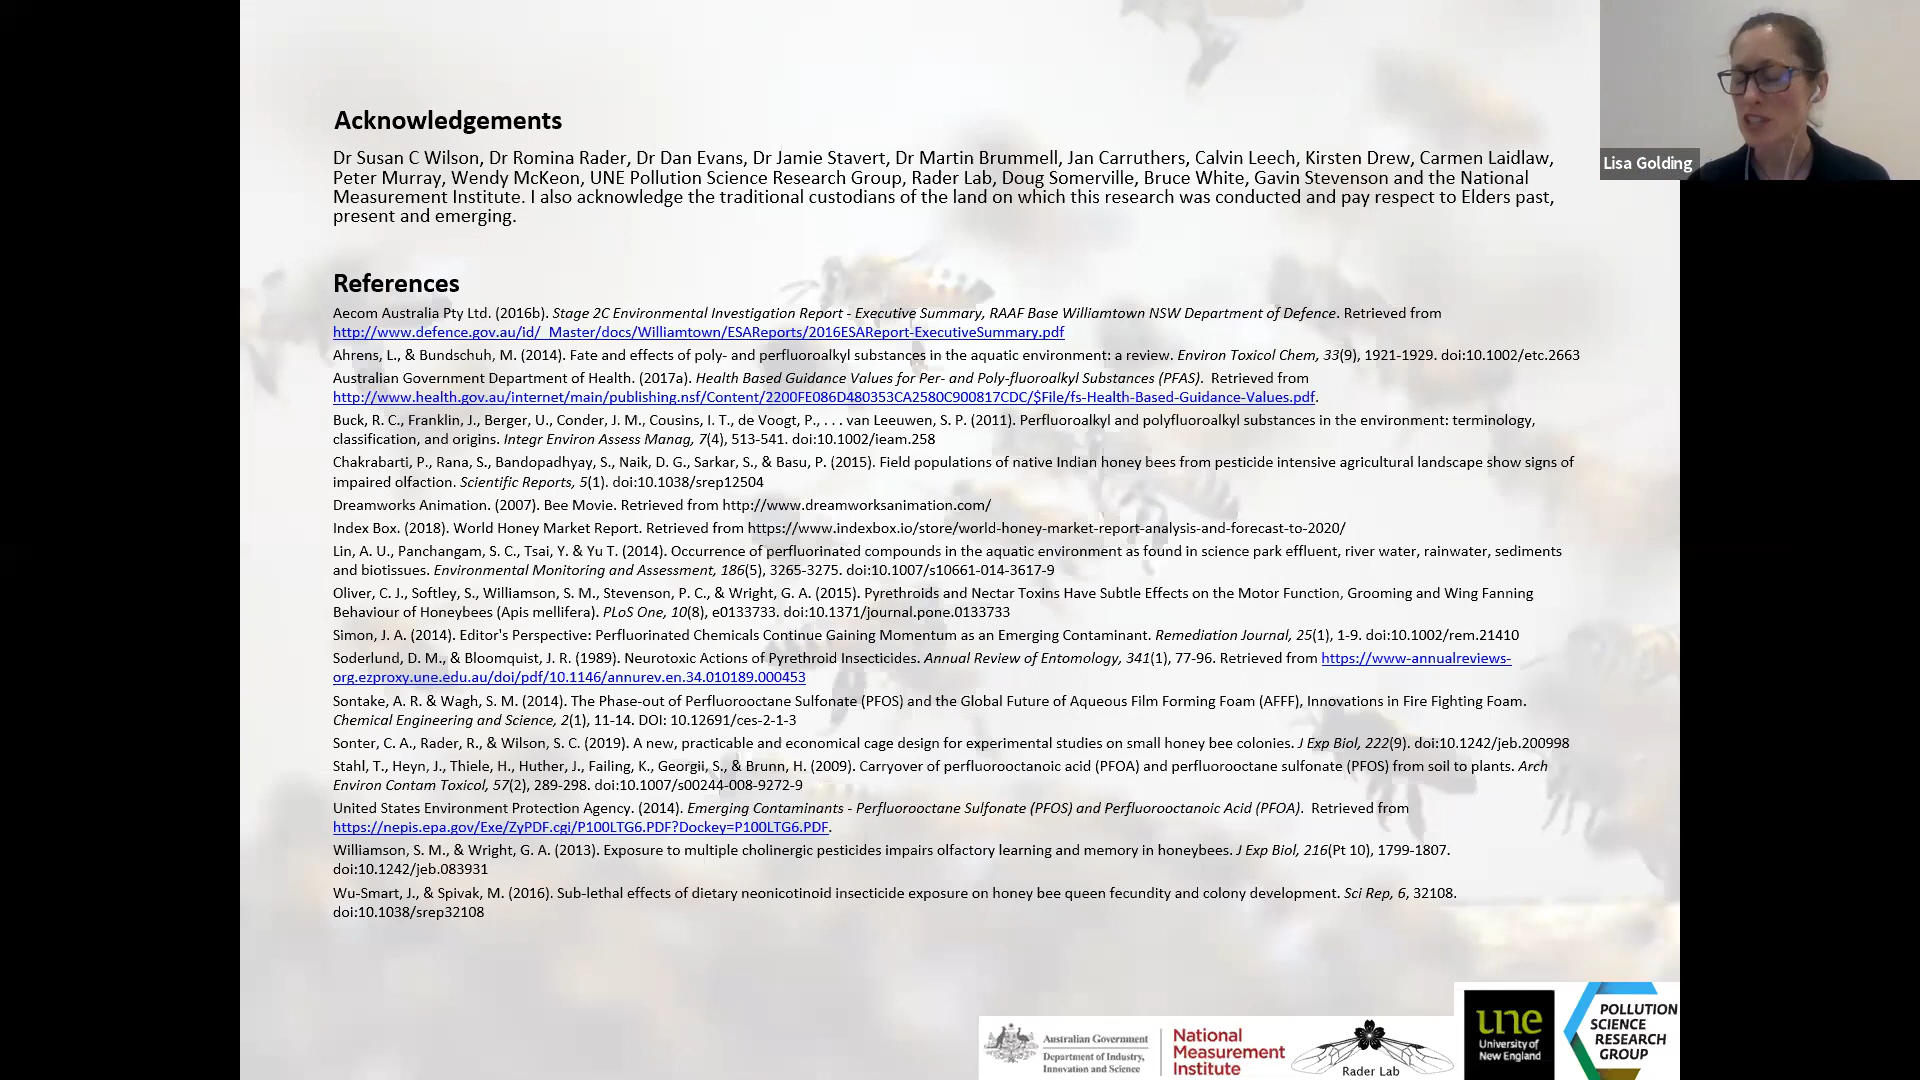 Acknowledgements
Dr Susan C Wilson, Dr Romina Rader, Dr Dan Evans, Dr Jamie Stavert, Dr Martin Brummell, Jan Carruthers, Calvin Leech, Kirsten Drew, Carmen Laidlaw,
Peter Murray, Wendy McKeon, UNE Pollution Science Research Group, Rader Lab, Doug Somerville, Bruce White, Gavin Stevenson and the National
Measurement Institute. I also acknowledge the traditional custodians of the land on which this research was conducted and pay respect to Elders past,
present and emerging.
Lisa Golding
References
Aecom Australia Pty Ltd. (2016b). Stage 2C Environmental Investigation Report - Executive Summary, RAAF Base Williamtown NSW Department of Defence. Retrieved from
http://www.defence.gov.au/id/_Master/docs/Williamtown/ESAReports/2016ESAReport-ExecutiveSummary.pdf
Ahrens, L., & Bundschuh, M. (2014). Fate and effects of poly- and perfluoroalkyl substances in the aquatic environment: a review. Environ Toxicol Chem, 33(9), 1921-1929. doi:10.1002/etc.2663
Australian Government Department of Health. (2017a). Health Based Guidance Values for Per- and Poly-fluoroalkyl Substances (PFAS). Retrieved from
http://www.health.gov.au/internet/main/publishing.nsf/Content/2200FE086D480353CA2580C900817CDC/$File/fs-Health-Based-Guidance-Values.pdf.
Buck, R. C., Franklin, J., Berger, U., Conder, J. M., Cousins, I. T., de Voogt, P., . . . van Leeuwen, S. P. (2011). Perfluoroalkyl and polyfluoroalkyl substances in the environment: terminology,
classification, and origins. Integr Environ Assess Manag, 7(4), 513-541. doi:10.1002/ieam.258
Chakrabarti, P., Rana, S., Bandopadhyay, S., Naik, D. G., Sarkar, S., & Basu, P. (2015). Field populations of native Indian honey bees from pesticide intensive agricultural landscape show signs of
impaired olfaction. Scientific Reports, 5(1). doi:10.1038/srep12504
Dreamworks Animation. (2007). Bee Movie. Retrieved from http://www.dreamworksanimation.com/
Index Box. (2018). World Honey Market Report. Retrieved from https://www.indexbox.io/store/world-honey-market-report-analysis-and-forecast-to-2020/
Lin, A. U., Panchangam, S. C., Tsai, Y. & Yu T. (2014). Occurrence of perfluorinated compounds in the aquatic environment as found in science park effluent, river water, rainwater, sediments
and biotissues. Environmental Monitoring and Assessment, 186(5), 3265-3275. doi:10.1007/s10661-014-3617-9
Oliver, C. J., Softley, S., Williamson, S. M., Stevenson, P. C., & Wright, G. A. (2015). Pyrethroids and Nectar Toxins Have Subtle Effects on the Motor Function, Grooming and Wing Fanning
Behaviour of Honeybees (Apis mellifera). PLoS One, 10(8), e0133733. doi:10.1371/journal.pone.0133733
Simon, J. A. (2014). Editor's Perspective: Perfluorinated Chemicals Continue Gaining Momentum as an Emerging Contaminant. Remediation Journal, 25(1), 1-9. doi:10.1002/rem.21410
Soderlund, D. M., & Bloomquist, J. R. (1989). Neurotoxic Actions of Pyrethroid Insecticides. Annual Review of Entomology, 341(1), 77-96. Retrieved from https://www-annualreviews-
org.ezproxy.une.edu.au/doi/pdf/10.1146/annurev.en.34.010189.000453
Sontake, A. R. & Wagh, S. M. (2014). The Phase-out of Perfluorooctane Sulfonate (PFOS) and the Global Future of Aqueous Film Forming Foam (AFFF), Innovations in Fire Fighting Foam.
Chemical Engineering and Science, 2(1), 11-14. DOI: 10.12691/ces-2-1-3
Sonter, C. A., Rader, R., & Wilson, S. C. (2019). A new, practicable and economical cage design for experimental studies on small honey bee colonies. J Exp Biol, 222(9). doi:10.1242/jeb.200998
Stahl, T., Heyn, J., Thiele, H., Huther, J., Failing, K., Georgii, S., & Brunn, H. (2009). Carryover of perfluorooctanoic acid (PFOA) and perfluorooctane sulfonate (PFOS) from soil to plants. Arch
Environ Contam Toxicol, 57(2), 289-298. doi:10.1007/s00244-008-9272-9
United States Environment Protection Agency. (2014). Emerging Contaminants - Perfluorooctane Sulfonate (PFOS) and Perfluorooctanoic Acid (PFOA). Retrieved from
https://nepis.epa.gov/Exe/ZyPDF.cgi/P100LTG6.PDF?Dockey=P100LTG6.PDF.
Williamson, S. M., & Wright, G. A. (2013). Exposure to multiple cholinergic pesticides impairs olfactory learning and memory in honeybees. J Exp Biol, 216(Pt 10), 1799-1807.
doi:10.1242/jeb.083931
Wu-Smart, J., & Spivak, M. (2016). Sub-lethal effects of dietary neonicotinoid insecticide exposure on honey bee queen fecundity and colony development. Sci Rep, 6, 32108.
doi:10.1038/srep32108
Australian Government
Department of Industry,
Innovation and Science
National
Measurement
Institute
Rader Lab
une
University of
New England
POLLUTION
SCIENCE
RESEARCH
GROUP